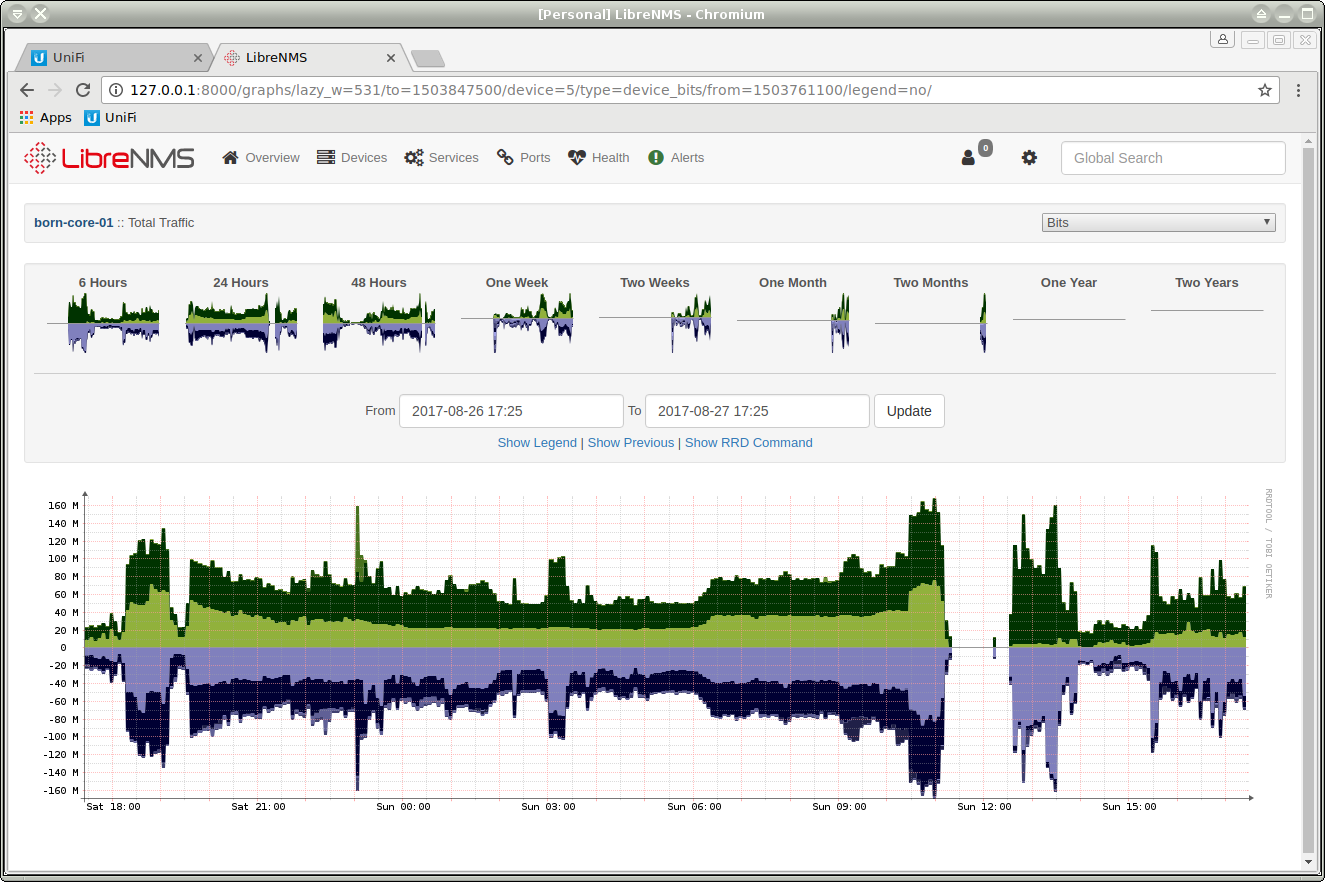 [Personal] LibreNMS - Chromium
UniFi LibreNMS
127.0.0.1:8000/graphs/lazy_w=531/to=1503847500/device=5/type=device_bits/from=1503761100/legend=no/
Apps UniFi
LibreNMS Overview Devices Services Ports Health Alerts 0 Global Search
born-core-01 :: Total Traffic Bits
6 Hours 24 Hours 48 Hours One Week Two Weeks One Month Two Months One Year Two Years
From 2017-08-26 17:25 To 2017-08-27 17:25 Update
Show Legend | Show Previous | Show RRD Command
160 M
140 M
120 M
100 M
80 M
60 M
40 M
20 M
0
-20 M
-40 M
-60 M
-80 M
-100 M
-120 M
-140 M
-160 M
Sat 18:00 Sat 21:00 Sun 00:00 Sun 03:00 Sun 06:00 Sun 09:00 Sun 12:00 Sun 15:00
RRDTOOL / TOBI OETIKER